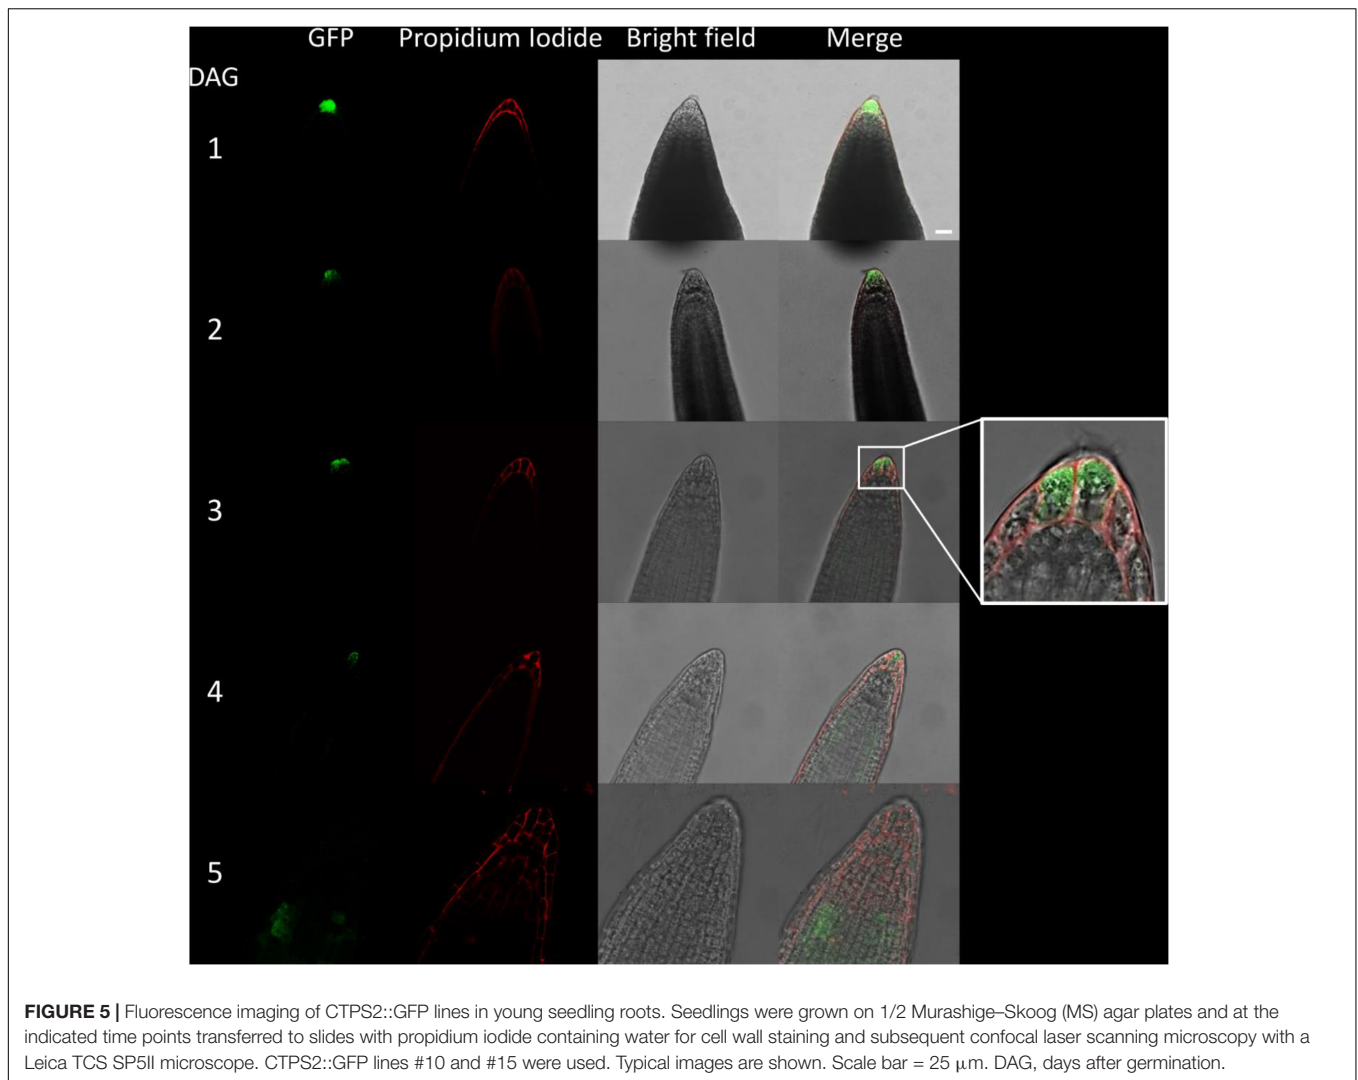 GFP Propidium Iodide Bright field Merge
DAG
1
2
3
4
5
FIGURE 5 | Fluorescence imaging of CTPS2::GFP lines in young seedling roots. Seedlings were grown on 1/2 Murashige–Skoog (MS) agar plates and at the
indicated time points transferred to slides with propidium iodide containing water for cell wall staining and subsequent confocal laser scanning microscopy with a
Leica TCS SP5II microscope. CTPS2::GFP lines #10 and #15 were used. Typical images are shown. Scale bar = 25 μm. DAG, days after germination.